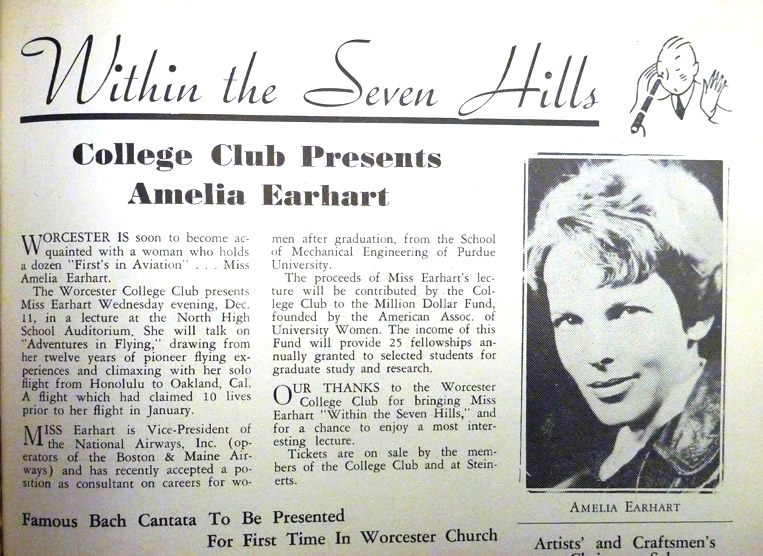 Within the Seven Hills
College Club Presents
Amelia Earhart
WORCESTER IS soon to become ac-
quainted with a woman who holds
a dozen "First's in Aviation" . . . Miss
Amelia Earhart.
The Worcester College Club presents
Miss Earhart Wednesday evening, Dec.
11, in a lecture at the North High
School Auditorium. She will talk on
"Adventures in Flying," drawing from
her twelve years of pioneer flying ex-
periences and climaxing with her solo
flight from Honolulu to Oakland, Cal.
A flight which had claimed 10 lives
prior to her flight in January.
MISS Earhart is Vice-President of
the National Airways, Inc. (op-
erators of the Boston & Maine Air-
ways) and has recently accepted a po-
sition as consultant on careers for wo-
men after graduation, from the School
of Mechanical Engineering of Purdue
University.
The proceeds of Miss Earhart's lec-
ture will be contributed by the Col-
lege Club to the Million Dollar Fund,
founded by the American Assoc. of
University Women. The income of this
Fund will provide 25 fellowships an-
nually granted to selected students for
graduate study and research.
OUR THANKS to the Worcester
College Club for bringing Miss
Earhart "Within the Seven Hills," and
for a chance to enjoy a most inter-
esting lecture.
Tickets are on sale by the mem-
bers of the College Club and at Stein-
erts.
AMELIA EARHART
Famous Bach Cantata To Be Presented
For First Time In Worcester Church
Artists' and Craftsmen's